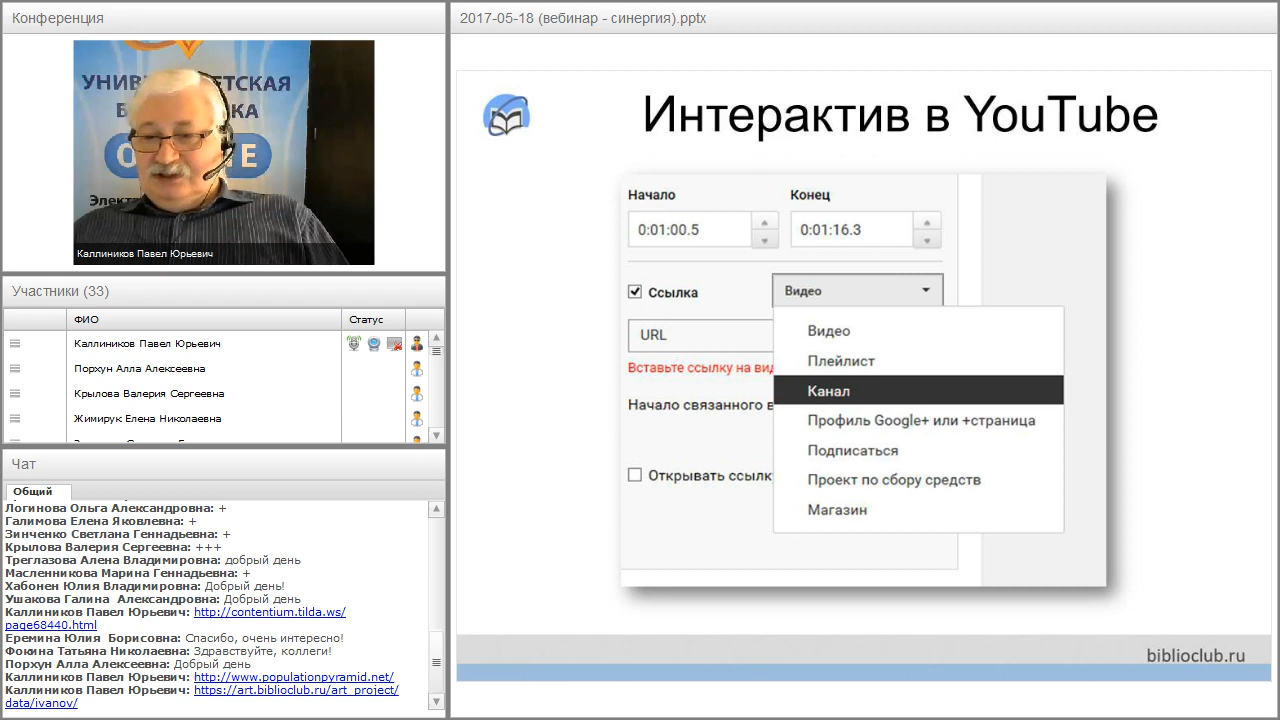 Конференция
УНИВ ЕТСКАЯ
Б КА
О Е
Элект
Каллиников Павел Юрьевич
Участники (33)
ФИО
Статус
Каллиников Павел Юрьевич
Порхун Алла Алексеевна
Крылова Валерия Сергеевна
Жимирук Елена Николаевна
Чат
Общий
Логинова Ольга Александровна: +
Галимова Елена Яковлевна: +
Зинченко Светлана Геннадьевна: +
Крылова Валерия Сергеевна: +++
Треглазова Алена Владимировна: добрый день
Масленникова Марина Геннадьевна: +
Хабонен Юлия Владимировна: Добрый день!
Ушакова Галина Александровна: Добрый день
Каллиников Павел Юрьевич: http://contentium.tilda.ws/
page68440.html
Еремина Юлия Борисовна: Спасибо, очень интересно!
Фокина Татьяна Николаевна: Здравствуйте, коллеги!
Порхун Алла Алексеевна: Добрый день
Каллиников Павел Юрьевич: http://www.populationpyramid.net/
Каллиников Павел Юрьевич: https://art.biblioclub.ru/art_project/
data/ivanov/
2017-05-18 (вебинар - синергия).pptx
Интерактив в YouTube
Начало
Конец
0:01:00.5
0:01:16.3
Ссылка
Видео
URL
Вставьте ссылку на вид
Начало связанного в
Открывать ссылк
Видео
Плейлист
Канал
Профиль Google+ или +страница
Подписаться
Проект по сбору средств
Магазин
biblioclub.ru